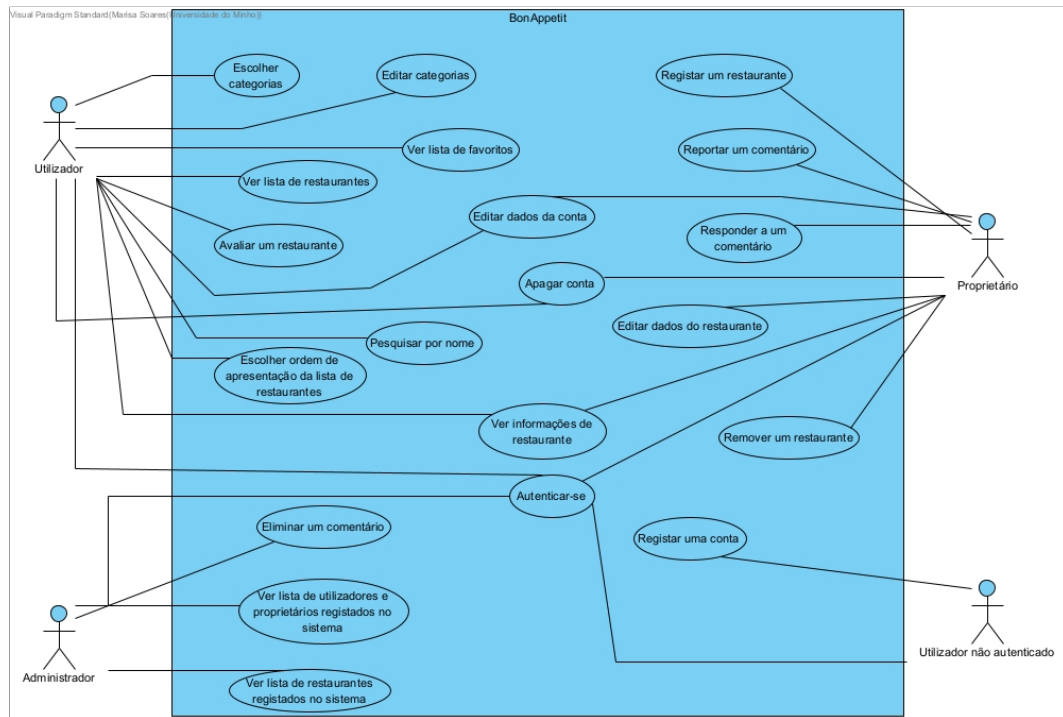 Visual Paradigm Standard(Marisa Soares(Universidade do Minho))
BonAppetit
Escolher
categorias
Editar categorias
Registar um restaurante
Utilizador
Ver lista de favoritos
Reportar um comentário
Ver lista de restaurantes
Editar dados da conta
Avaliar um restaurante
Responder a um
comentário
Proprietário
Apagar conta
Editar dados do restaurante
Pesquisar por nome
Escolher ordem de
apresentação da lista de
restaurantes
Ver informações de
restaurante
Remover um restaurante
Autenticar-se
Eliminar um comentário
Registar uma conta
Ver lista de utilizadores e
proprietários registados no
sistema
Utilizador não autenticado
Administrador
Ver lista de restaurantes
registados no sistema